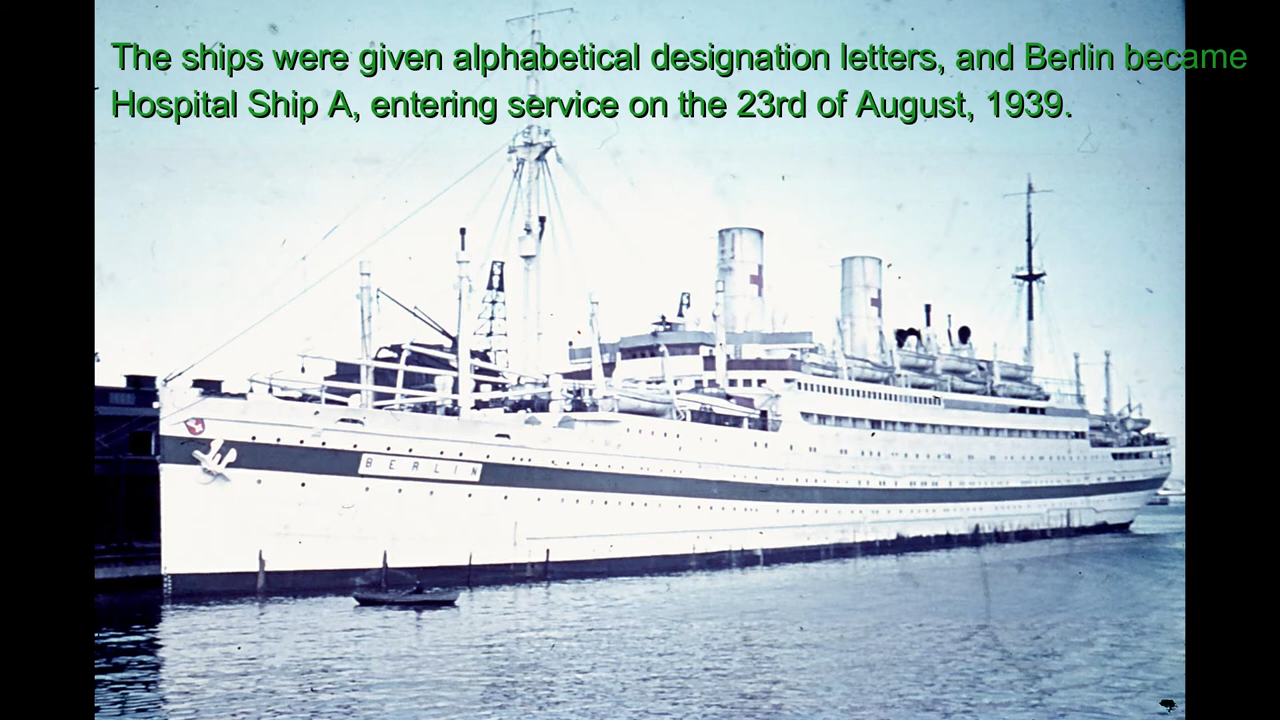 The ships were given alphabetical designation letters, and Berlin became
Hospital Ship A, entering service on the 23rd of August, 1939.
BERLIN